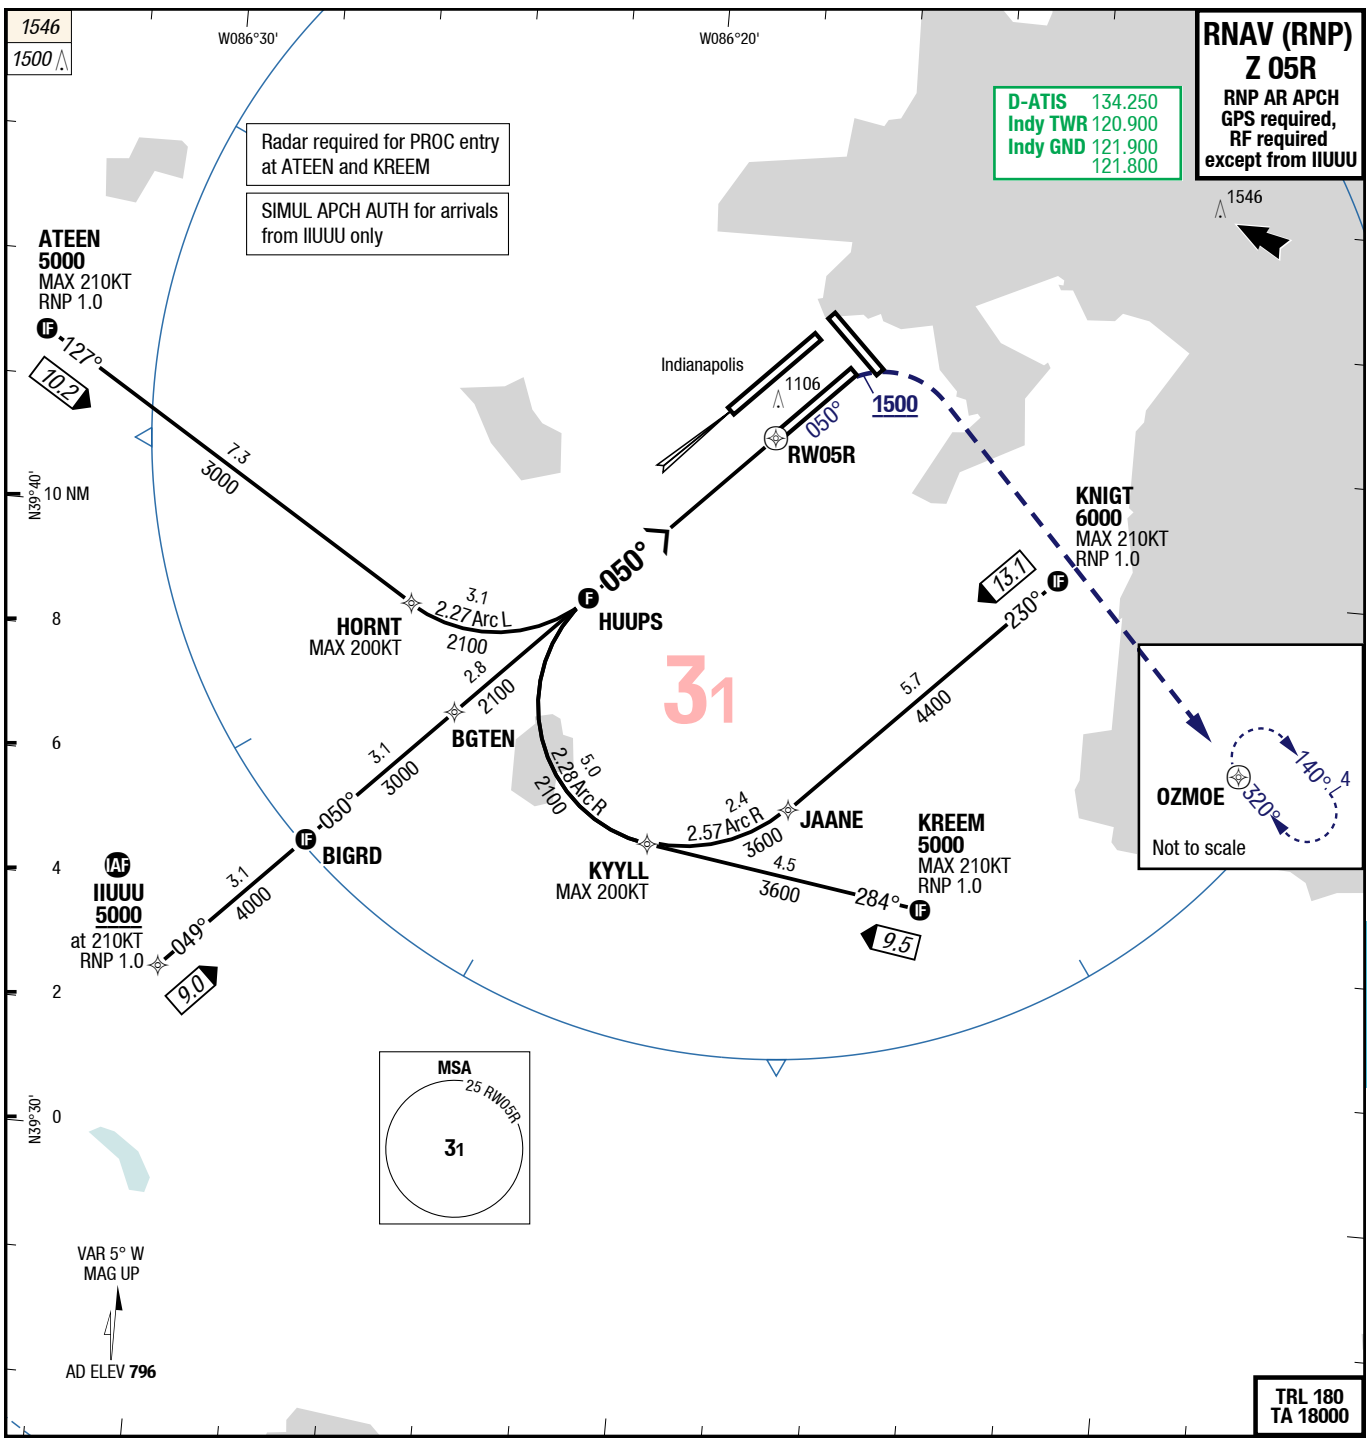 1546
1500
W086°30'
W086°20'
RNAV (RNP)
Z 05R
RNP AR APCH
GPS required,
RF required
except from IIUUU
D-ATIS 134.250
Indy TWR 120.900
Indy GND 121.900
121.800
Radar required for PROC entry
at ATEEN and KREEM
SIMUL APCH AUTH for arrivals
from IIUUU only
1546
ATEEN
5000
MAX 210KT
RNP 1.0
IF
127°
10.2
7.3
3000
Indianapolis
1106
050°
1500
RW05R
N39°40'
10 NM
KNIGT
6000
MAX 210KT
RNP 1.0
IF
13.1
230°
5.7
4400
HORNT
MAX 200KT
3.1
2.27 Arc L
2100
F
050°
HUUPS
2.8
2100
8
31
BGTEN
6
3.1
3000
5.0
2.28 Arc R
2100
OZMOE
140°
4
320°
Not to scale
050°
IF
BIGRD
2.4
2.57 Arc R
3600
JAANE
KREEM
5000
MAX 210KT
RNP 1.0
IF
284°
9.5
4.5
3600
KYYLL
MAX 200KT
4
IAF
IIUUU
5000
at 210KT
RNP 1.0
3.1
4000
049°
9.0
2
N39°30'
0
MSA
25 RW05R
31
VAR 5° W
MAG UP
AD ELEV 796
TRL 180
TA 18000